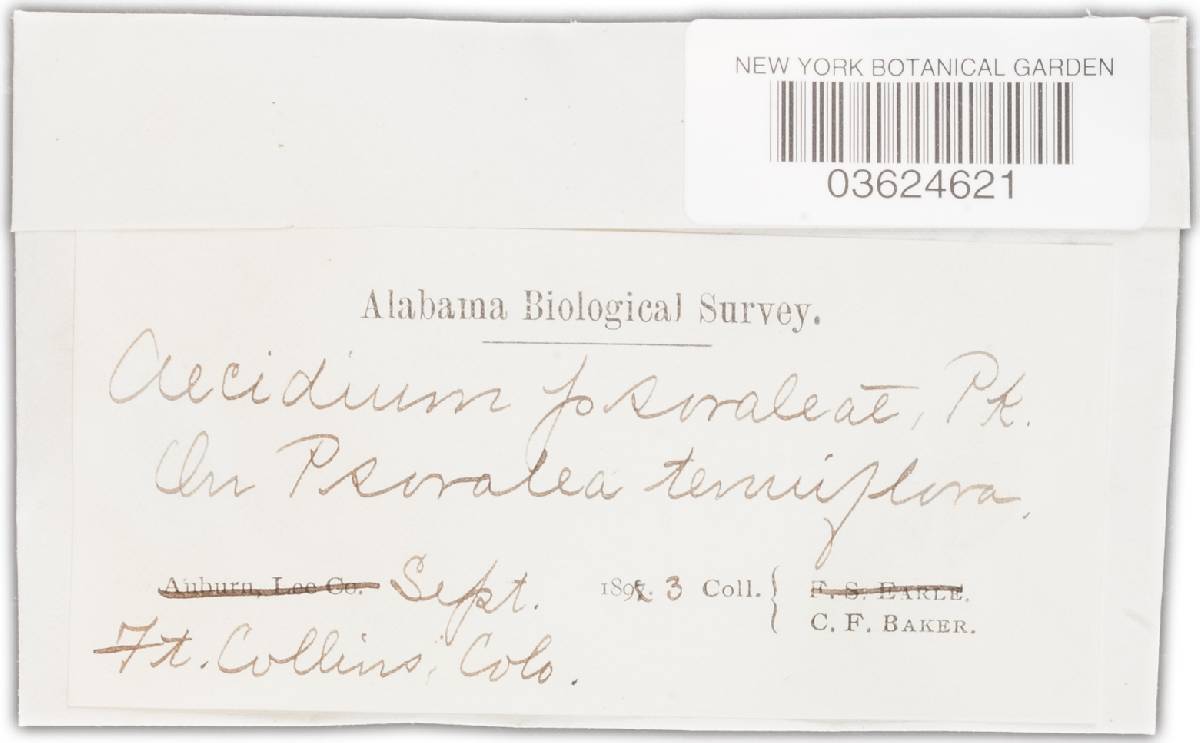 NEW YORK BOTANICAL GARDEN
03624621
Alabama Biological Survey.
Aecidium psoraleae, Pk.
On Psoralea tenuiflora.
Auburn, Lee Co. Sept. 1892. 3 Coll. { F. S. EARLE.
C. F. BAKER.
Ft. Collins, Colo.